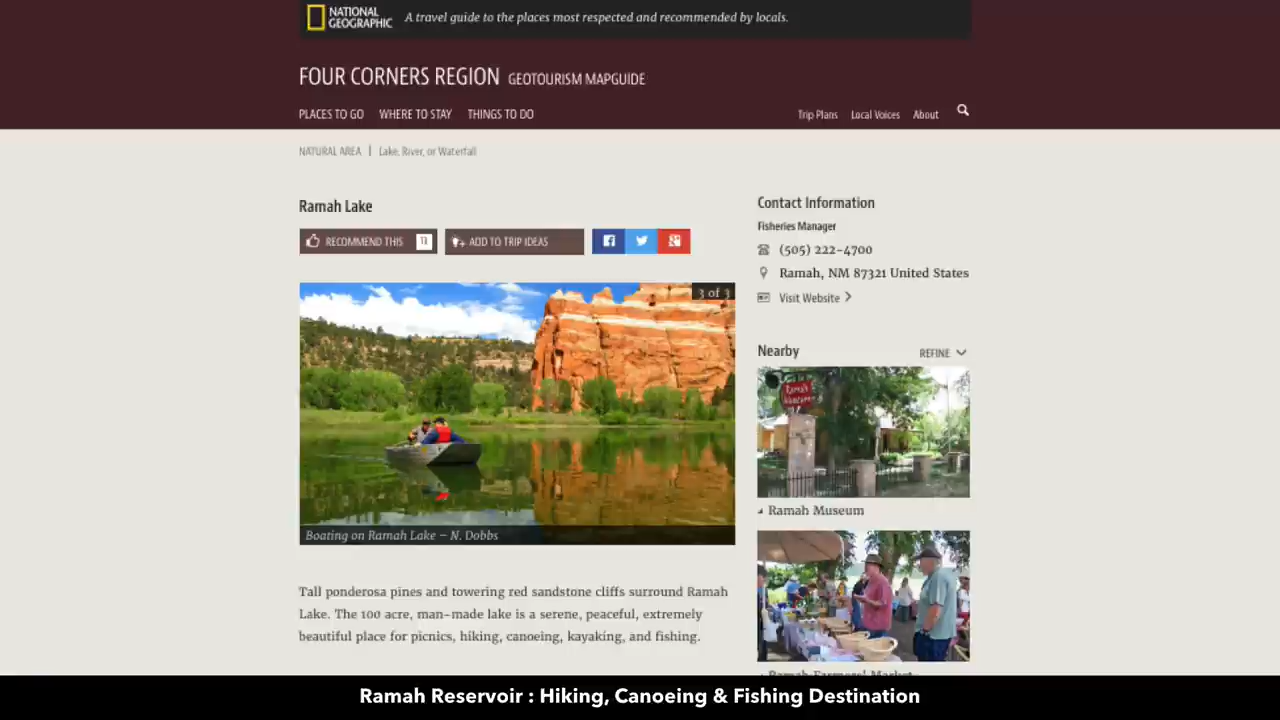 NATIONAL
GEOGRAPHIC
A travel guide to the places most respected and recommended by locals.
FOUR CORNERS REGION GEOTOURISM MAPGUIDE
PLACES TO GO WHERE TO STAY THINGS TO DO
Trip Plans Local Voices About
NATURAL AREA | Lake, River, or Waterfall
Ramah Lake
RECOMMEND THIS
ADD TO TRIP IDEAS
3 of 3
Boating on Ramah Lake – N. Dobbs
Tall ponderosa pines and towering red sandstone cliffs surround Ramah
Lake. The 100 acre, man-made lake is a serene, peaceful, extremely
beautiful place for picnics, hiking, canoeing, kayaking, and fishing.
Contact Information
Fisheries Manager
(505) 222-4700
Ramah, NM 87321 United States
Visit Website
Nearby
REFINE
Ramah
Ramah Museum
Ramah Farmers' Market
Ramah Reservoir : Hiking, Canoeing & Fishing Destination